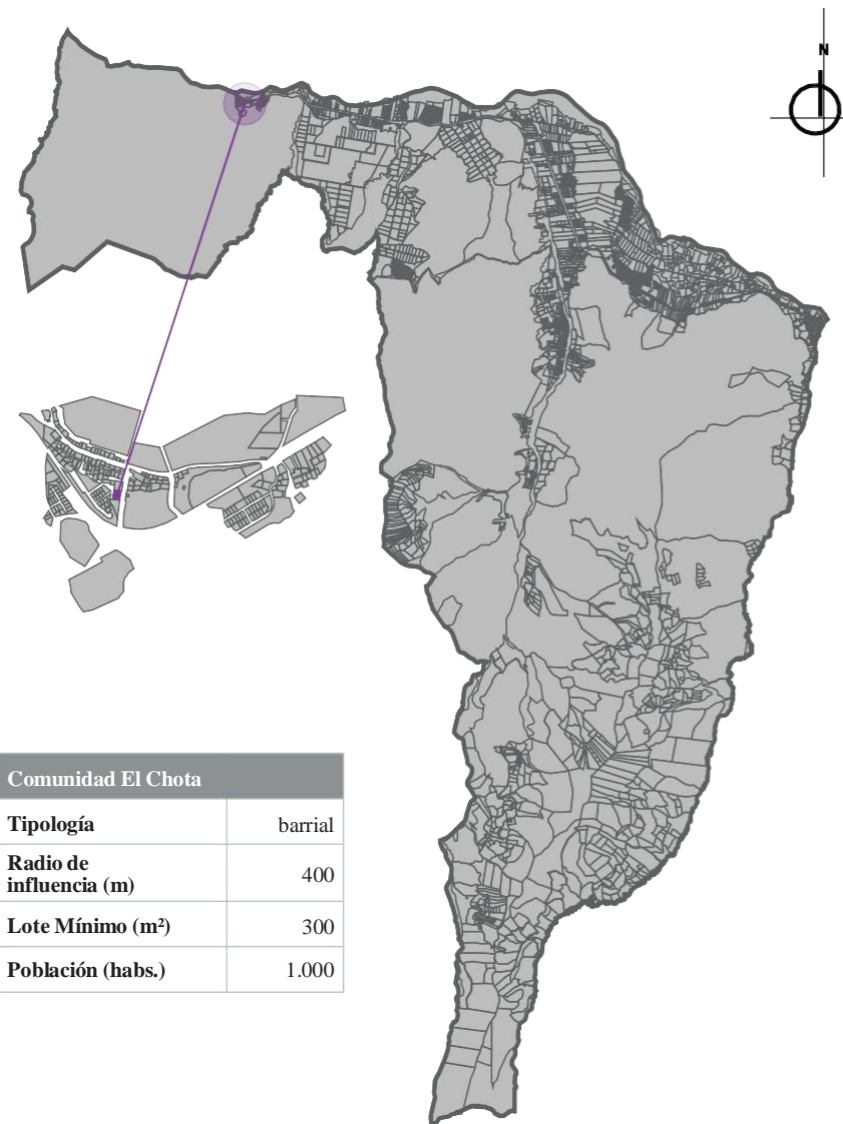 N
Comunidad El Chota
Tipología barrial
Radio de
influencia (m) 400
Lote Mínimo (m²) 300
Población (habs.) 1.000